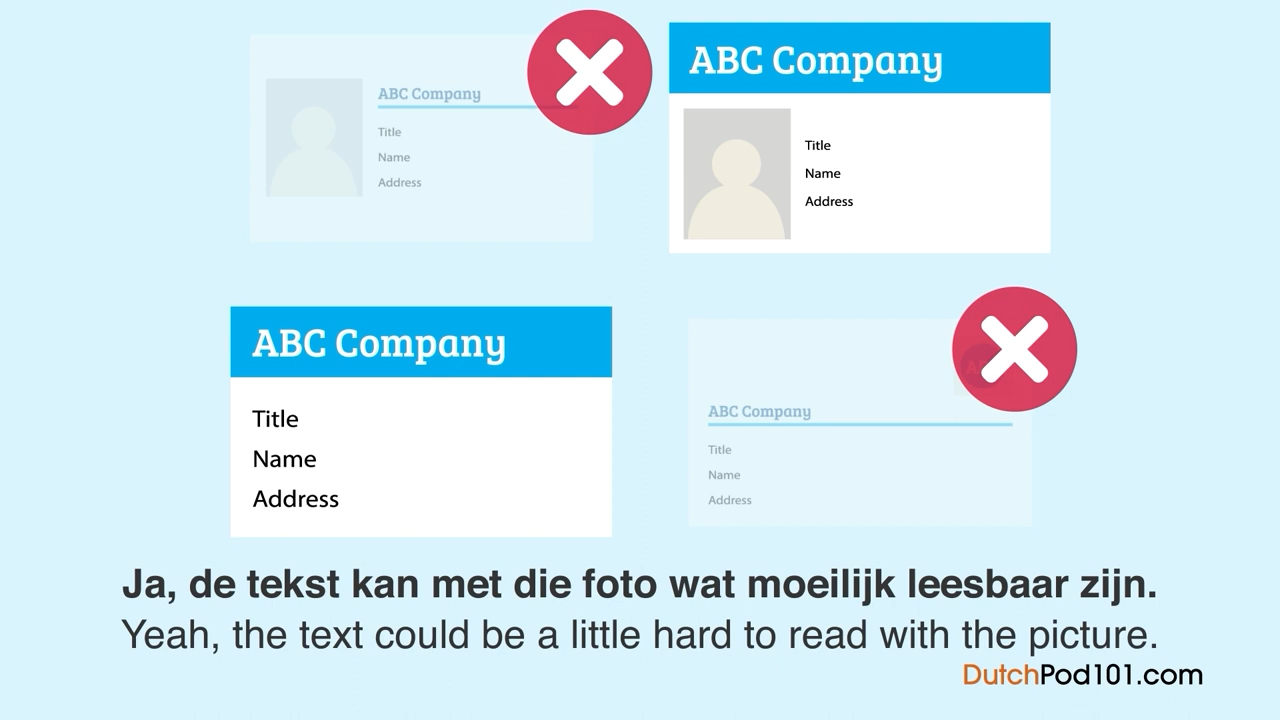 ABC Company
Title
Name
Address
ABC Company
Title
Name
Address
ABC Company
Title
Name
Address
ABC Company
Title
Name
Address
Ja, de tekst kan met die foto wat moeilijk leesbaar zijn.
Yeah, the text could be a little hard to read with the picture.
DutchPod101.com